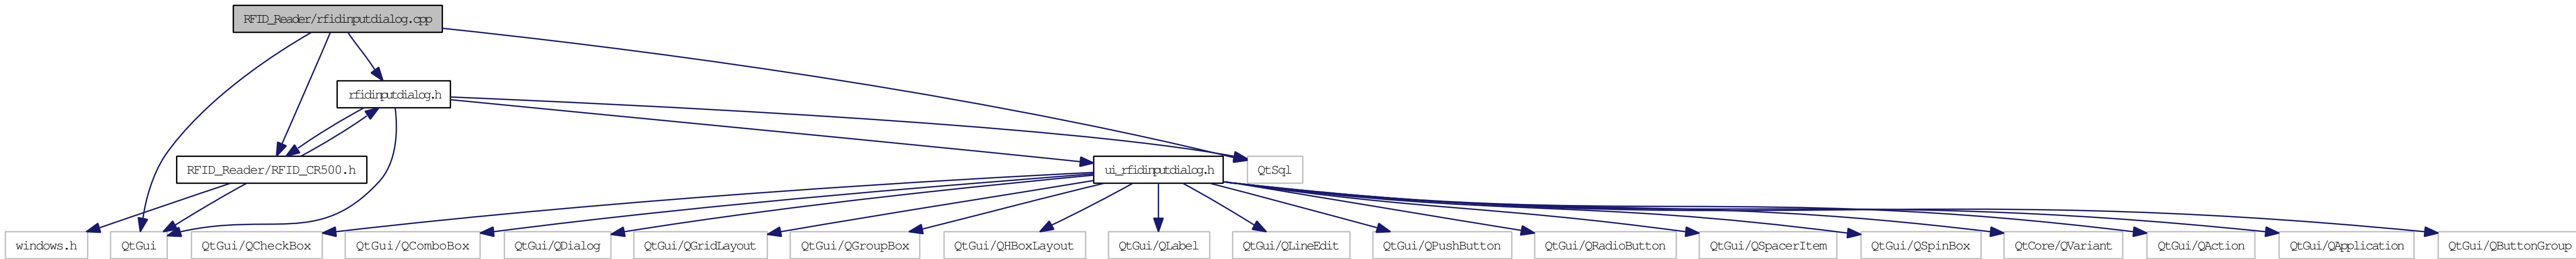 RFID_Reader/rfidinputdialog.cpp
rfidinputdialog.h
RFID_Reader/RFID_CR500.h
ui_rfidinputdialog.h
QtSql
windows.h
QtGui
QtGui/QCheckBox
QtGui/QComboBox
QtGui/QDialog
QtGui/QGridLayout
QtGui/QGroupBox
QtGui/QHBoxLayout
QtGui/QLabel
QtGui/QLineEdit
QtGui/QPushButton
QtGui/QRadioButton
QtGui/QSpacerItem
QtGui/QSpinBox
QtCore/QVariant
QtGui/QAction
QtGui/QApplication
QtGui/QButtonGroup